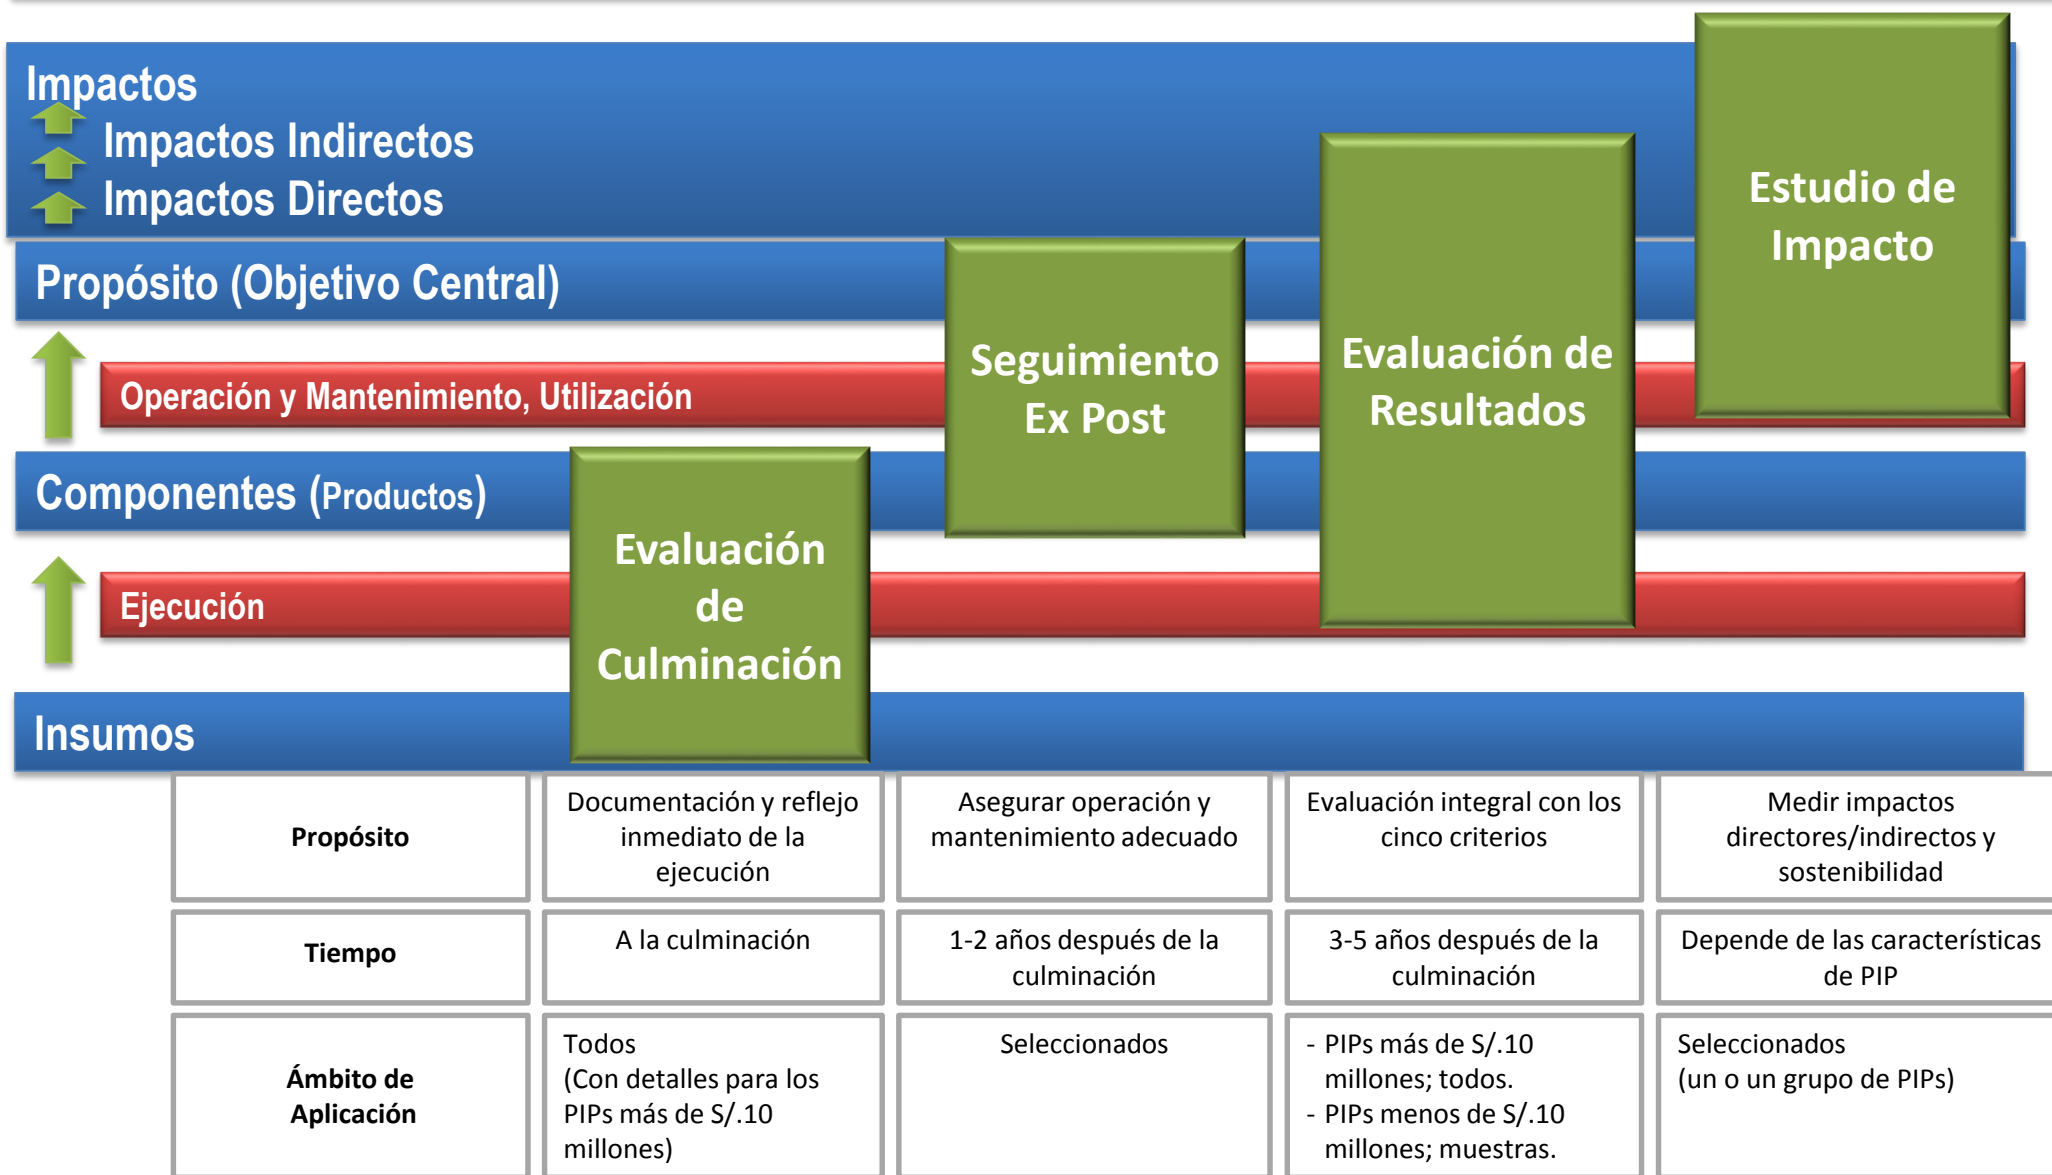 Impactos
Impactos Indirectos
Impactos Directos
Propósito (Objetivo Central)
Operación y Mantenimiento, Utilización
Componentes (Productos)
Ejecución
Insumos
Evaluación
de
Culminación
Seguimiento
Ex Post
Evaluación de
Resultados
Estudio de
Impacto
Propósito
Documentación y reflejo
inmediato de la
ejecución
Asegurar operación y
mantenimiento adecuado
Evaluación integral con los
cinco criterios
Medir impactos
directores/indirectos y
sostenibilidad
Tiempo
A la culminación
1-2 años después de la
culminación
3-5 años después de la
culminación
Depende de las características
de PIP
Ámbito de
Aplicación
Todos
(Con detalles para los
PIPs más de S/.10
millones)
Seleccionados
- PIPs más de S/.10
millones; todos.
- PIPs menos de S/.10
millones; muestras.
Seleccionados
(un o un grupo de PIPs)